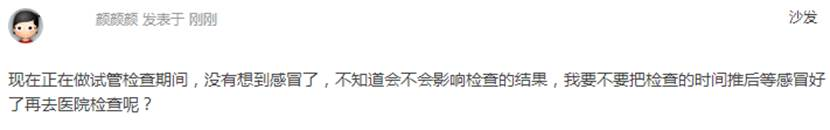 颜颜颜 发表于 刚刚 沙发
现在正在做试管检查期间，没有想到感冒了，不知道会不会影响检查的结果，我要不要把检查的时间推后等感冒好
了再去医院检查呢？